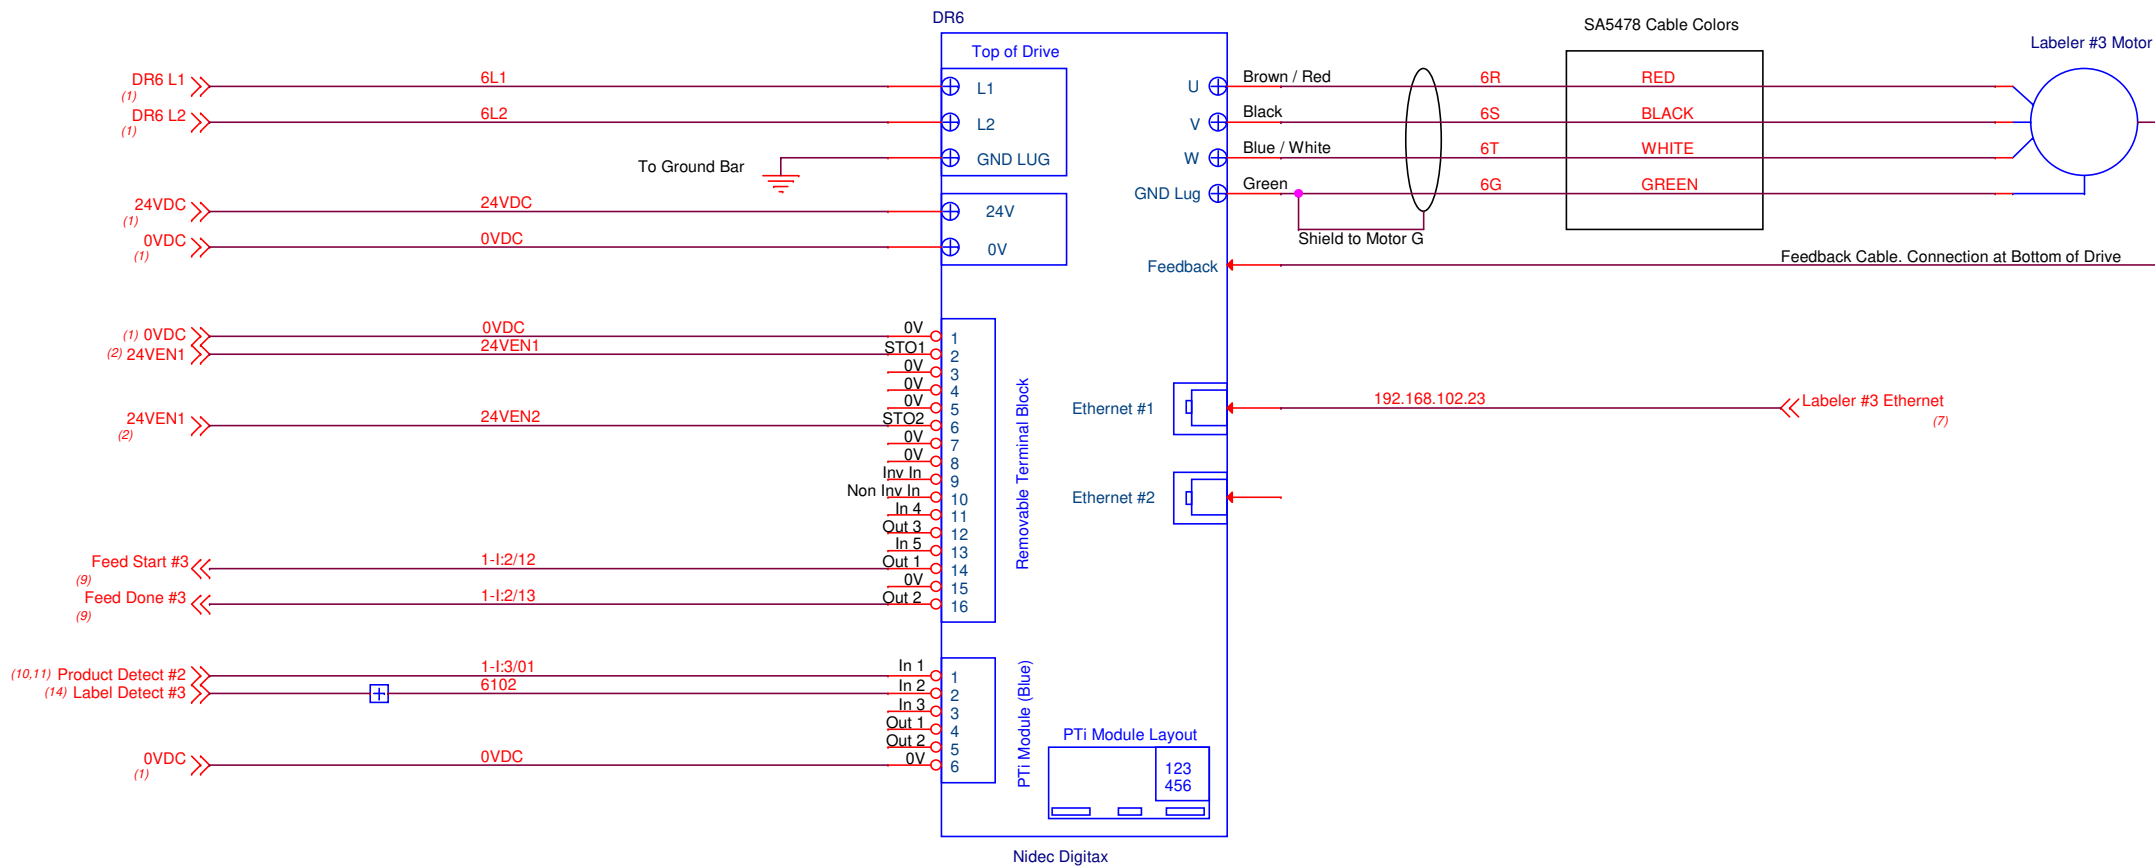 DR6
SA5478 Cable Colors
Labeler #3 Motor
Top of Drive
DR6 L1
(1)
6L1
L1
U
Brown / Red
6R
RED
DR6 L2
(1)
6L2
L2
V
Black
6S
BLACK
To Ground Bar
GND LUG
W
Blue / White
6T
WHITE
GND Lug
Green
6G
GREEN
24VDC
(1)
24VDC
24V
0VDC
(1)
0VDC
0V
Shield to Motor G
Feedback
Feedback Cable. Connection at Bottom of Drive
(1) 0VDC
0VDC
0V
1
(2) 24VEN1
24VEN1
STO1
2
0V
3
0V
4
0V
5
24VEN1
(2)
24VEN2
STO2
6
0V
7
0V
8
Inv In
9
Non Inv In
10
In 4
11
Out 3
12
In 5
13
Feed Start #3
(9)
1-I:2/12
Out 1
14
0V
15
Feed Done #3
(9)
1-I:2/13
Out 2
16
Removable Terminal Block
Ethernet #1
192.168.102.23
Labeler #3 Ethernet
(7)
Ethernet #2
(10,11) Product Detect #2
1-I:3/01
In 1
1
(14) Label Detect #3
6102
In 2
2
In 3
3
Out 1
4
Out 2
5
0VDC
(1)
0VDC
0V
6
PTi Module (Blue)
PTi Module Layout
123
456
Nidec Digitax